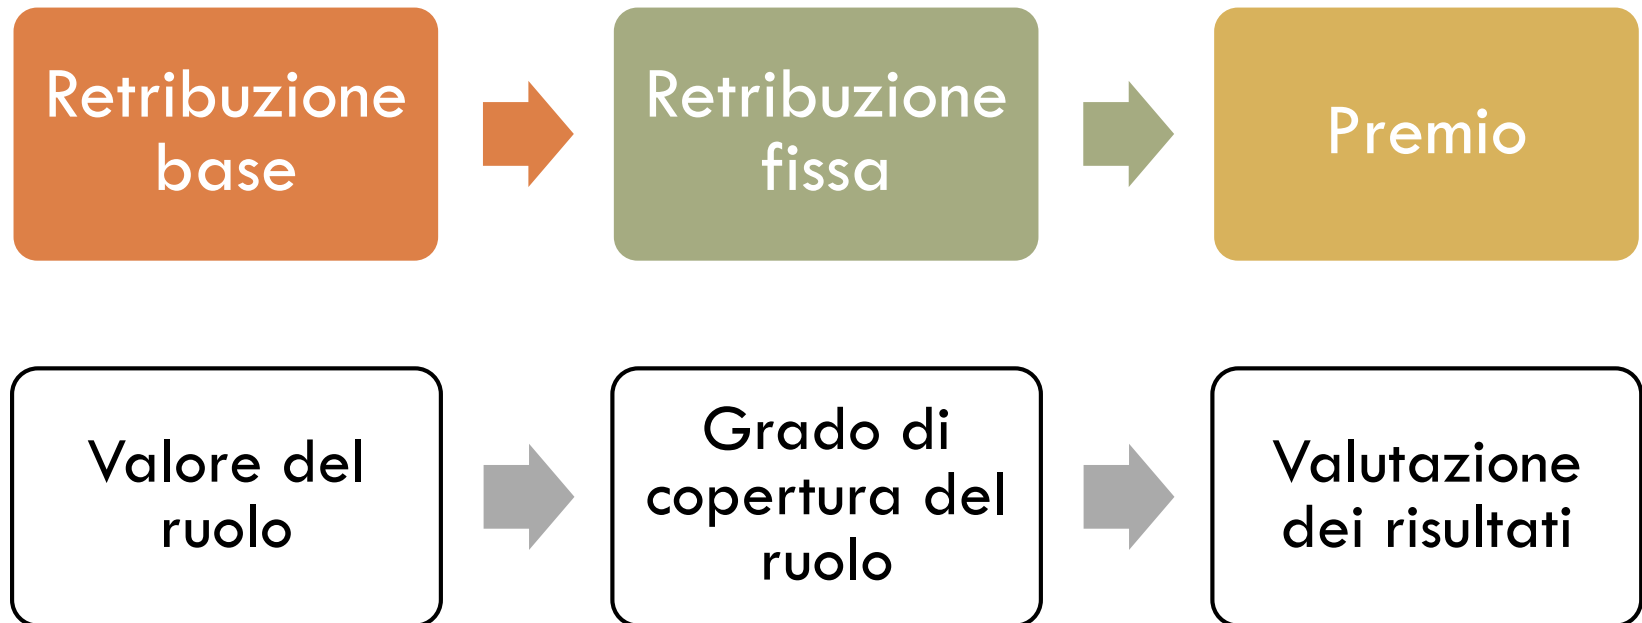 Retribuzione
base
Retribuzione
fissa
Premio
Valore del
ruolo
Grado di
copertura del
ruolo
Valutazione
dei risultati